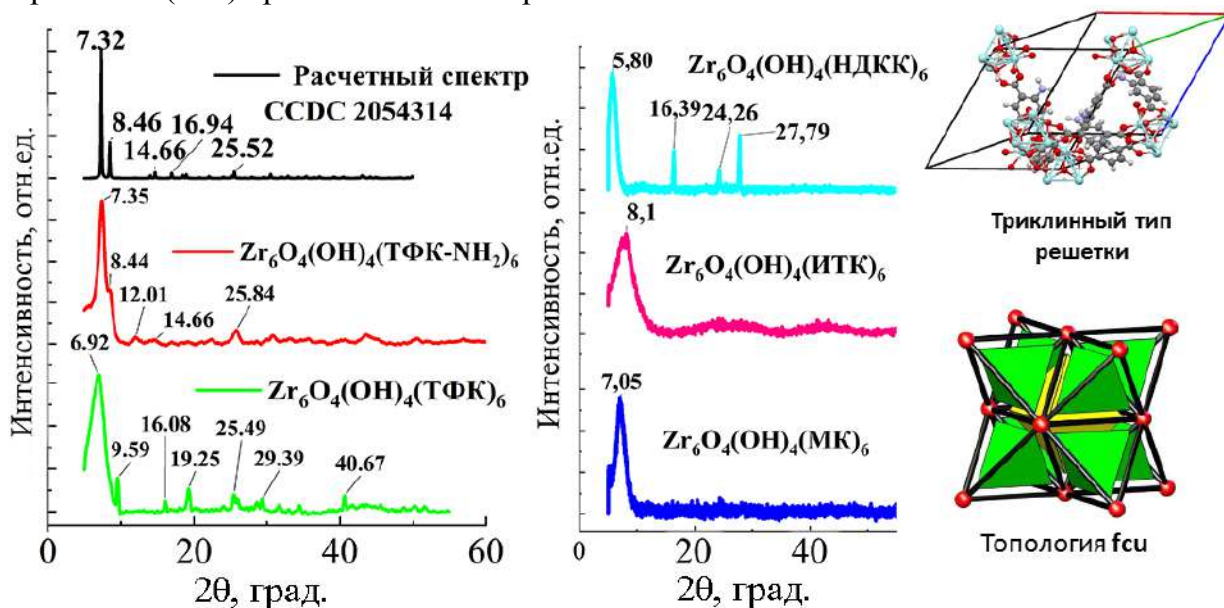 7.32
Расчетный спектр
CCDC 2054314
8.46
16.94
14.66
25.52
7.35
Zr₆O₄(OH)₄(ТФК-NH₂)₆
8.44
12.01
14.66
25.84
6.92
Zr₆O₄(OH)₄(ТФК)₆
9.59
16.08
19.25
25.49
29.39
40.67
Интенсивность, отн.ед.
0
20
40
60
2θ, град.
5,80
Zr₆O₄(OH)₄(НДКК)₆
16,39
24,26
27,79
8,1
Zr₆O₄(OH)₄(ИТК)₆
7,05
Zr₆O₄(OH)₄(МК)₆
Интенсивность, отн.ед.
0
10
20
30
40
50
2θ, град.
Триклинный тип
решетки
Топология fcu